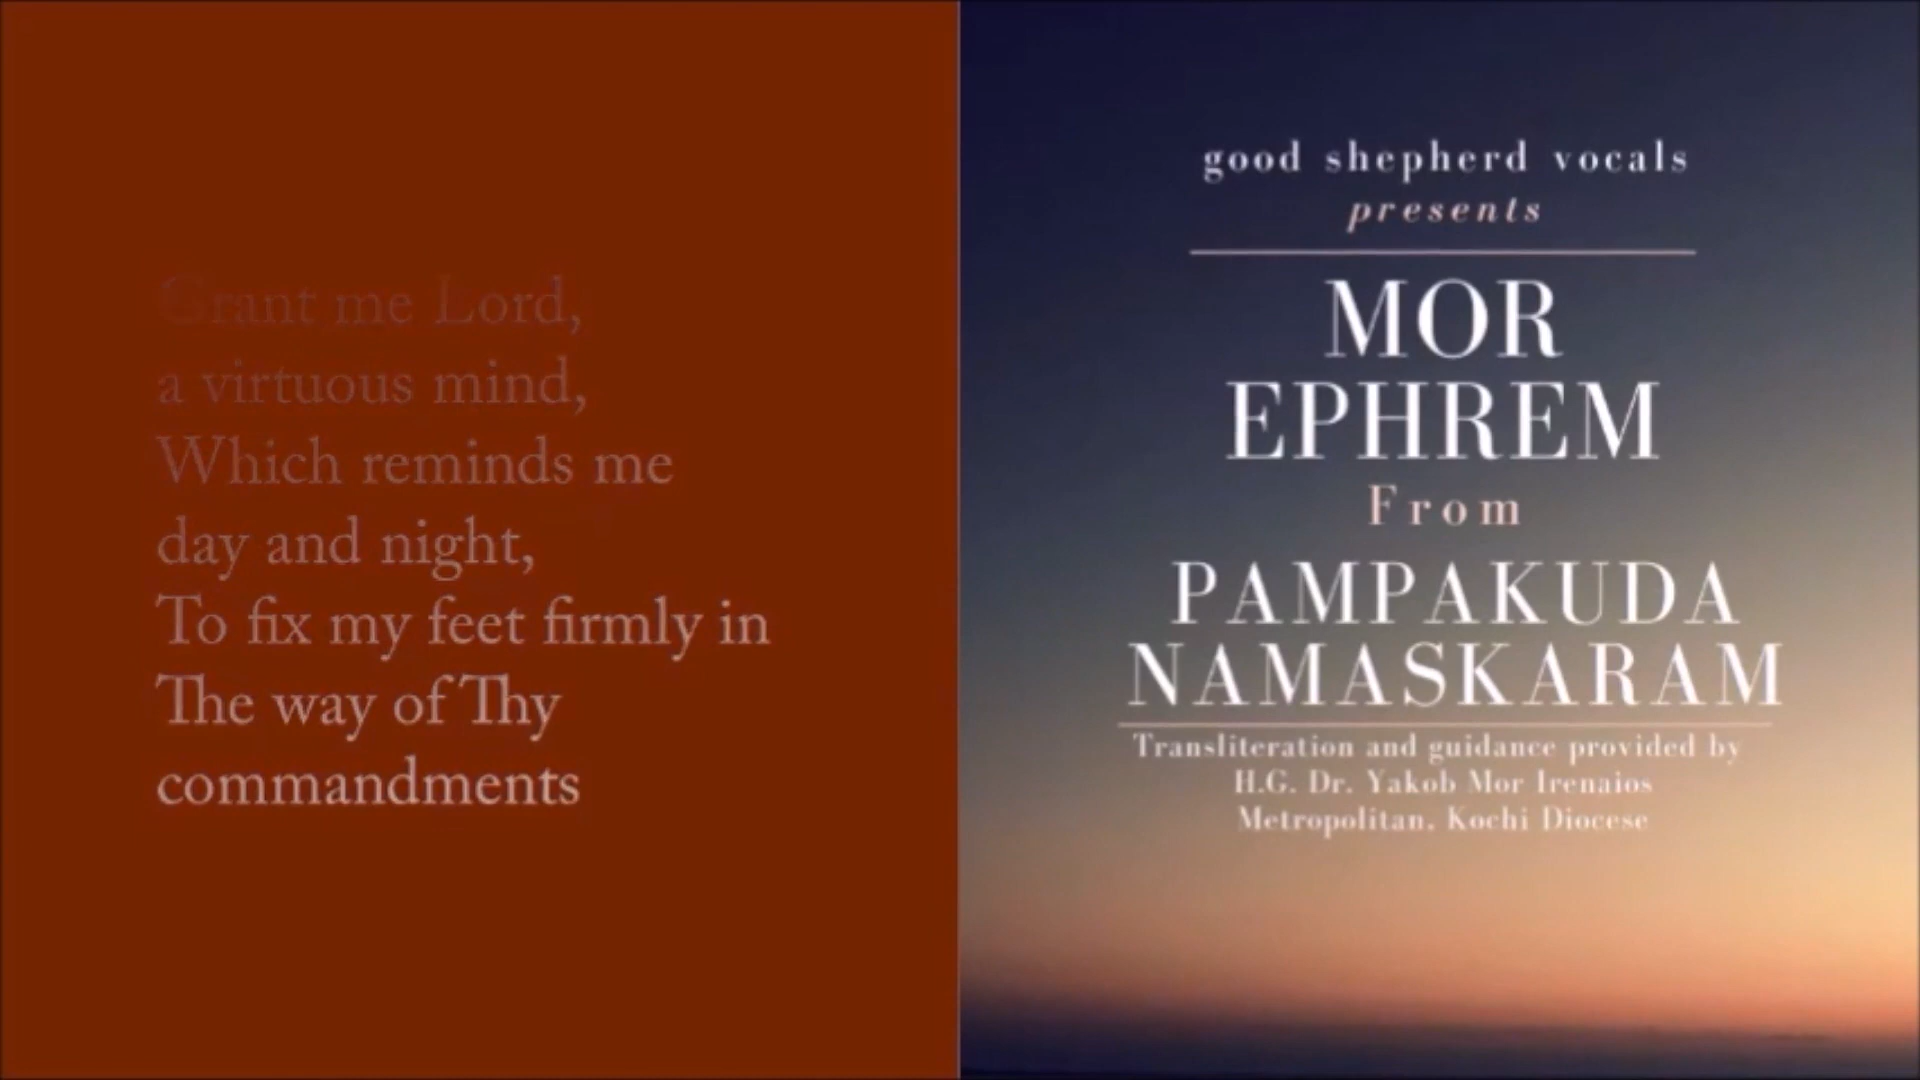 Grant me Lord,
a virtuous mind,
Which reminds me
day and night,
To fix my feet firmly in
The way of Thy
commandments
good shepherd vocals
presents
MOR
EPHREM
From
PAMPAKUDA
NAMASKARAM
Transliteration and guidance provided by
H.G. Dr. Yakob Mor Irenaios
Metropolitan. Kochi Diocese